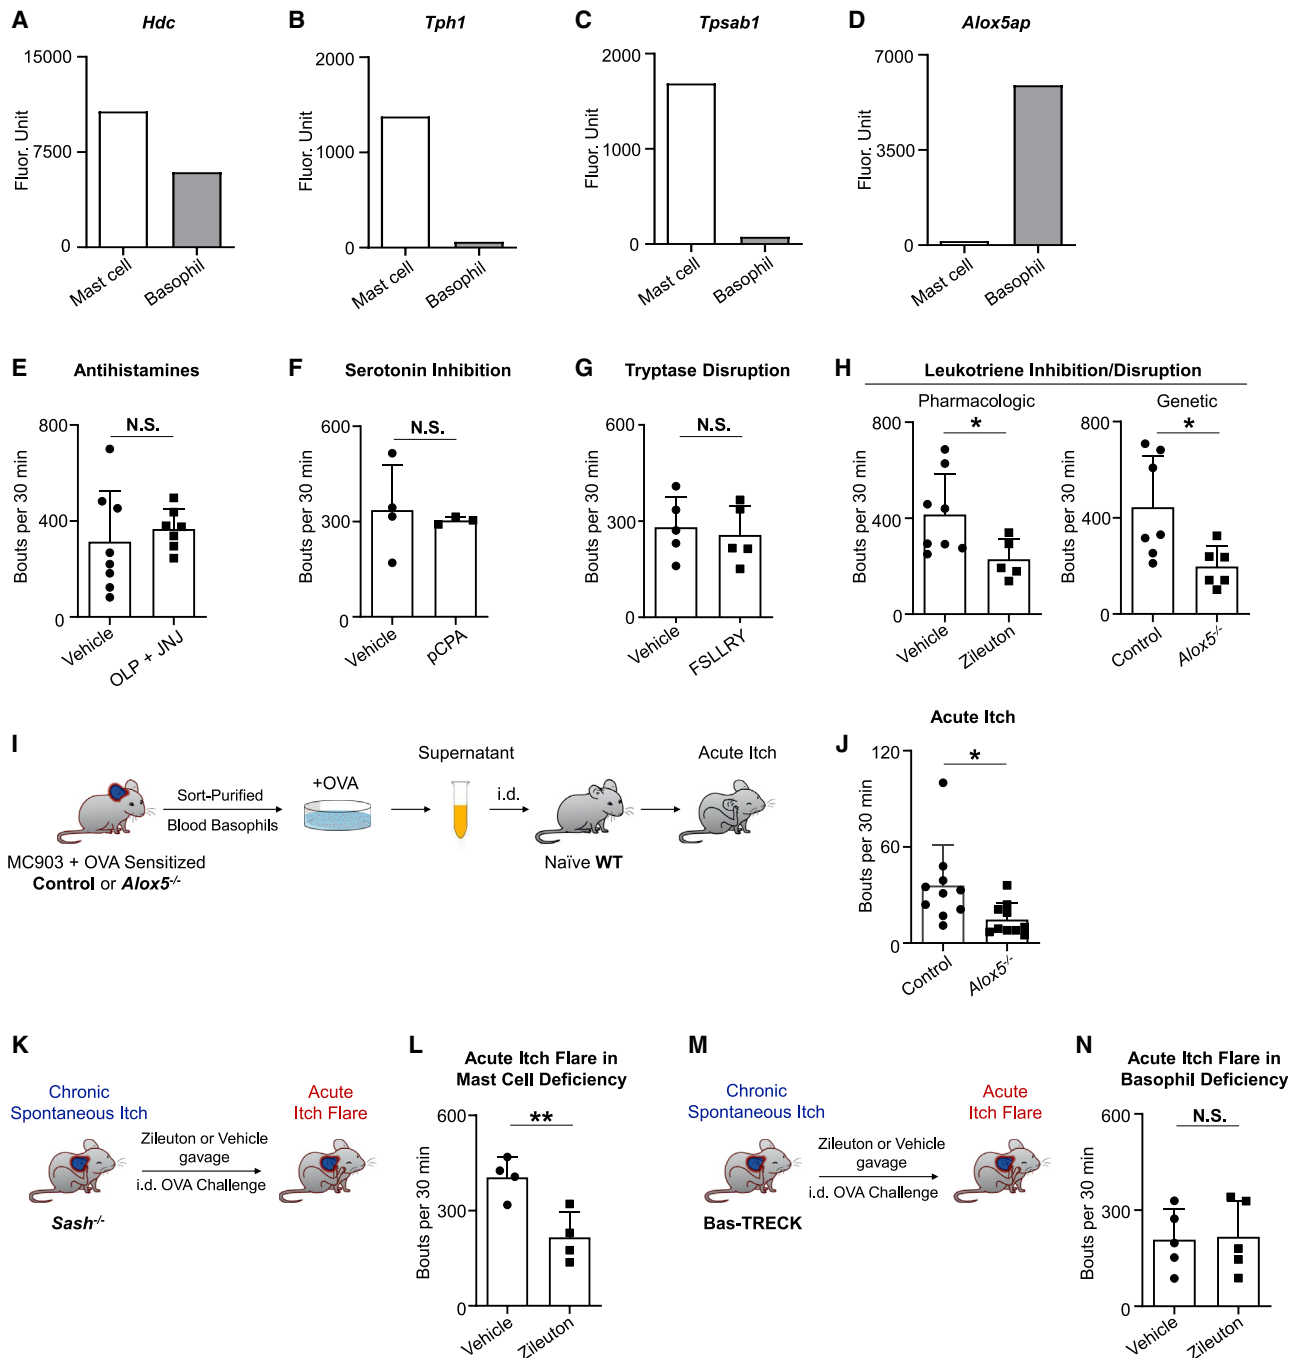 A
Hdc
15000
7500
0
Fluor. Unit
Mast cell
Basophil
B
Tph1
2000
1000
0
Fluor. Unit
Mast cell
Basophil
C
Tpsab1
2000
1000
0
Fluor. Unit
Mast cell
Basophil
D
Alox5ap
7000
3500
0
Fluor. Unit
Mast cell
Basophil
E
Antihistamines
N.S.
800
400
0
Bouts per 30 min
Vehicle
OLP + JNJ
F
Serotonin Inhibition
N.S.
600
300
0
Bouts per 30 min
Vehicle
pCPA
G
Tryptase Disruption
N.S.
600
300
0
Bouts per 30 min
Vehicle
FSLLRY
H
Leukotriene Inhibition/Disruption
Pharmacologic
*
800
400
0
Bouts per 30 min
Vehicle
Zileuton
Genetic
*
800
400
0
Bouts per 30 min
Control
Alox5-/-
I
Sort-Purified
Blood Basophils
+OVA
Supernatant
i.d.
Acute Itch
MC903 + OVA Sensitized
Control or Alox5-/-
Naïve WT
J
Acute Itch
*
120
60
0
Bouts per 30 min
Control
Alox5-/-
K
Chronic
Spontaneous Itch
Acute
Itch Flare
Zileuton or Vehicle
gavage
i.d. OVA Challenge
Sash-/-
L
Acute Itch Flare in
Mast Cell Deficiency
**
600
300
0
Bouts per 30 min
Vehicle
Zileuton
M
Chronic
Spontaneous Itch
Acute
Itch Flare
Zileuton or Vehicle
gavage
i.d. OVA Challenge
Bas-TRECK
N
Acute Itch Flare in
Basophil Deficiency
N.S.
600
300
0
Bouts per 30 min
Vehicle
Zileuton